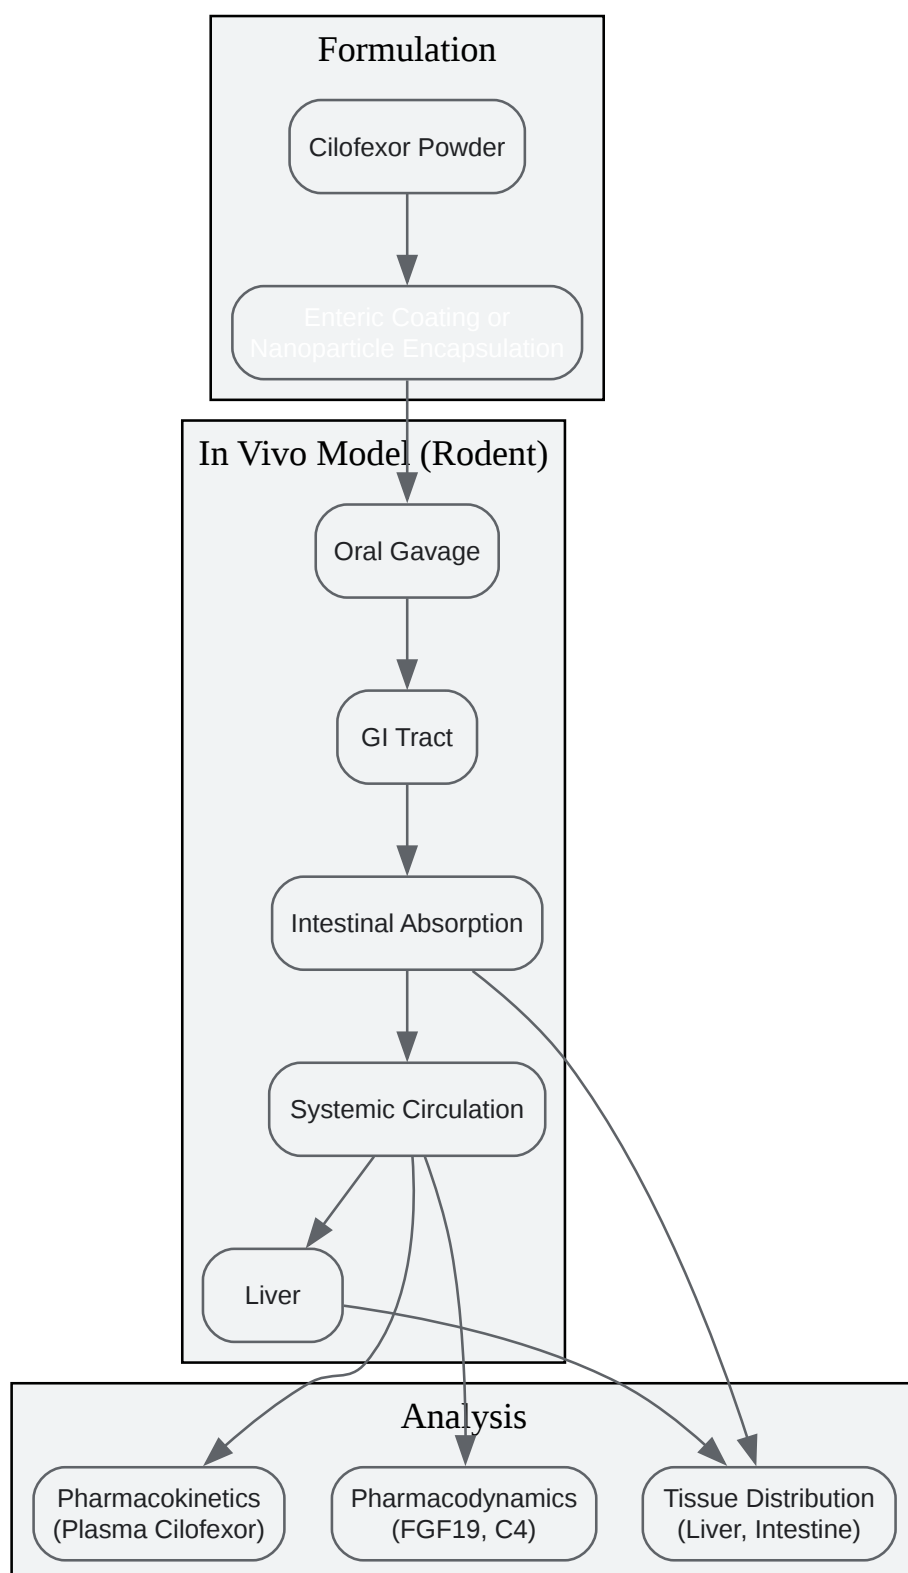 Formulation
Cilofexor Powder
Enteric Coating or
Nanoparticle Encapsulation
In Vivo Model (Rodent)
Oral Gavage
GI Tract
Intestinal Absorption
Systemic Circulation
Liver
Analysis
Pharmacokinetics
(Plasma Cilofexor)
Pharmacodynamics
(FGF19, C4)
Tissue Distribution
(Liver, Intestine)